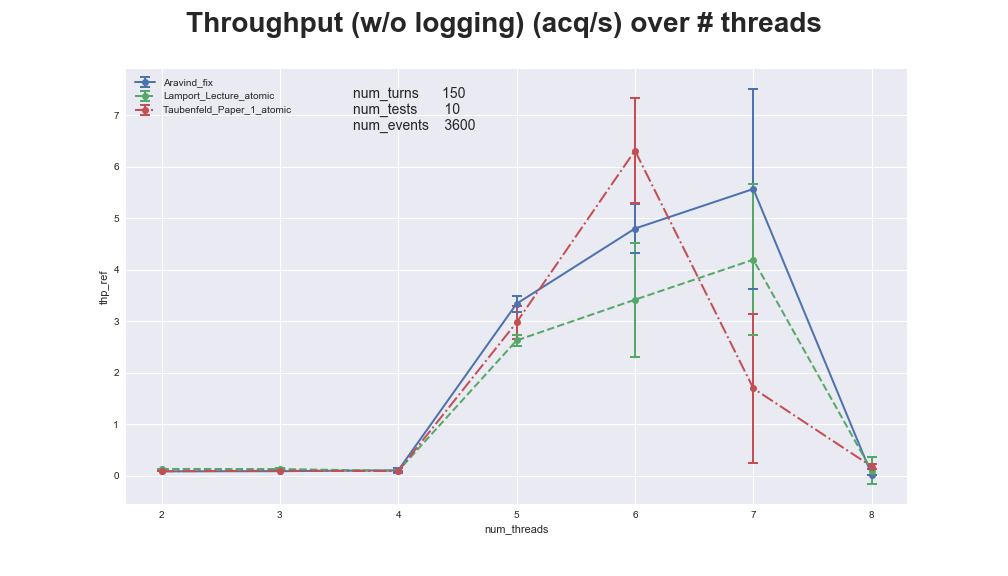 Throughput (w/o logging) (acq/s) over # threads
Aravind_fix
Lamport_Lecture_atomic
Taubenfeld_Paper_1_atomic
num_turns 150
num_tests 10
num_events 3600
thp_ref
7
6
5
4
3
2
1
0
2 3 4 5 6 7 8
num_threads